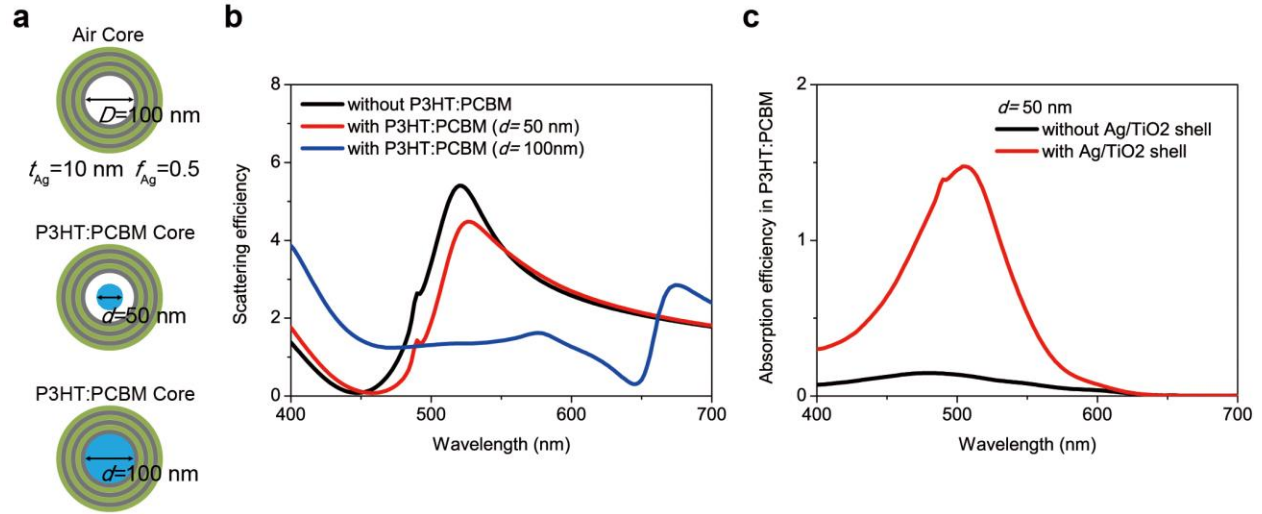 a
Air Core
D=100 nm
tAg=10 nm fAg=0.5
P3HT:PCBM Core
d=50 nm
P3HT:PCBM Core
d=100 nm
b
8
6
4
2
0
Scattering efficiency
without P3HT:PCBM
with P3HT:PCBM (d= 50 nm)
with P3HT:PCBM (d= 100nm)
400
500
600
700
Wavelength (nm)
c
2
1
0
Absorption efficiency in P3HT:PCBM
d= 50 nm
without Ag/TiO2 shell
with Ag/TiO2 shell
400
500
600
700
Wavelength (nm)